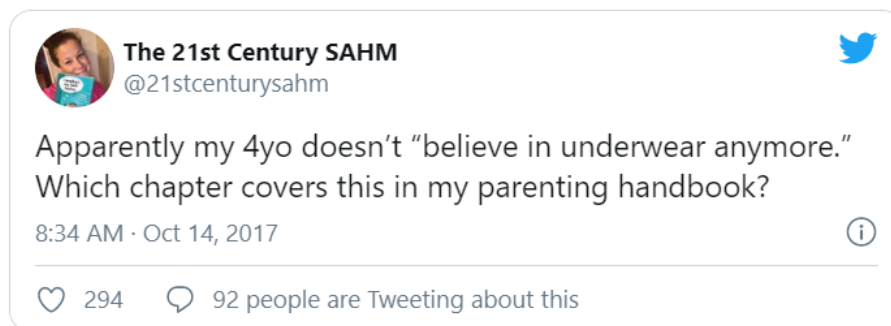 The 21st Century SAHM
@21stcenturysahm
Apparently my 4yo doesn’t “believe in underwear anymore.”
Which chapter covers this in my parenting handbook?
8:34 AM · Oct 14, 2017
294 92 people are Tweeting about this